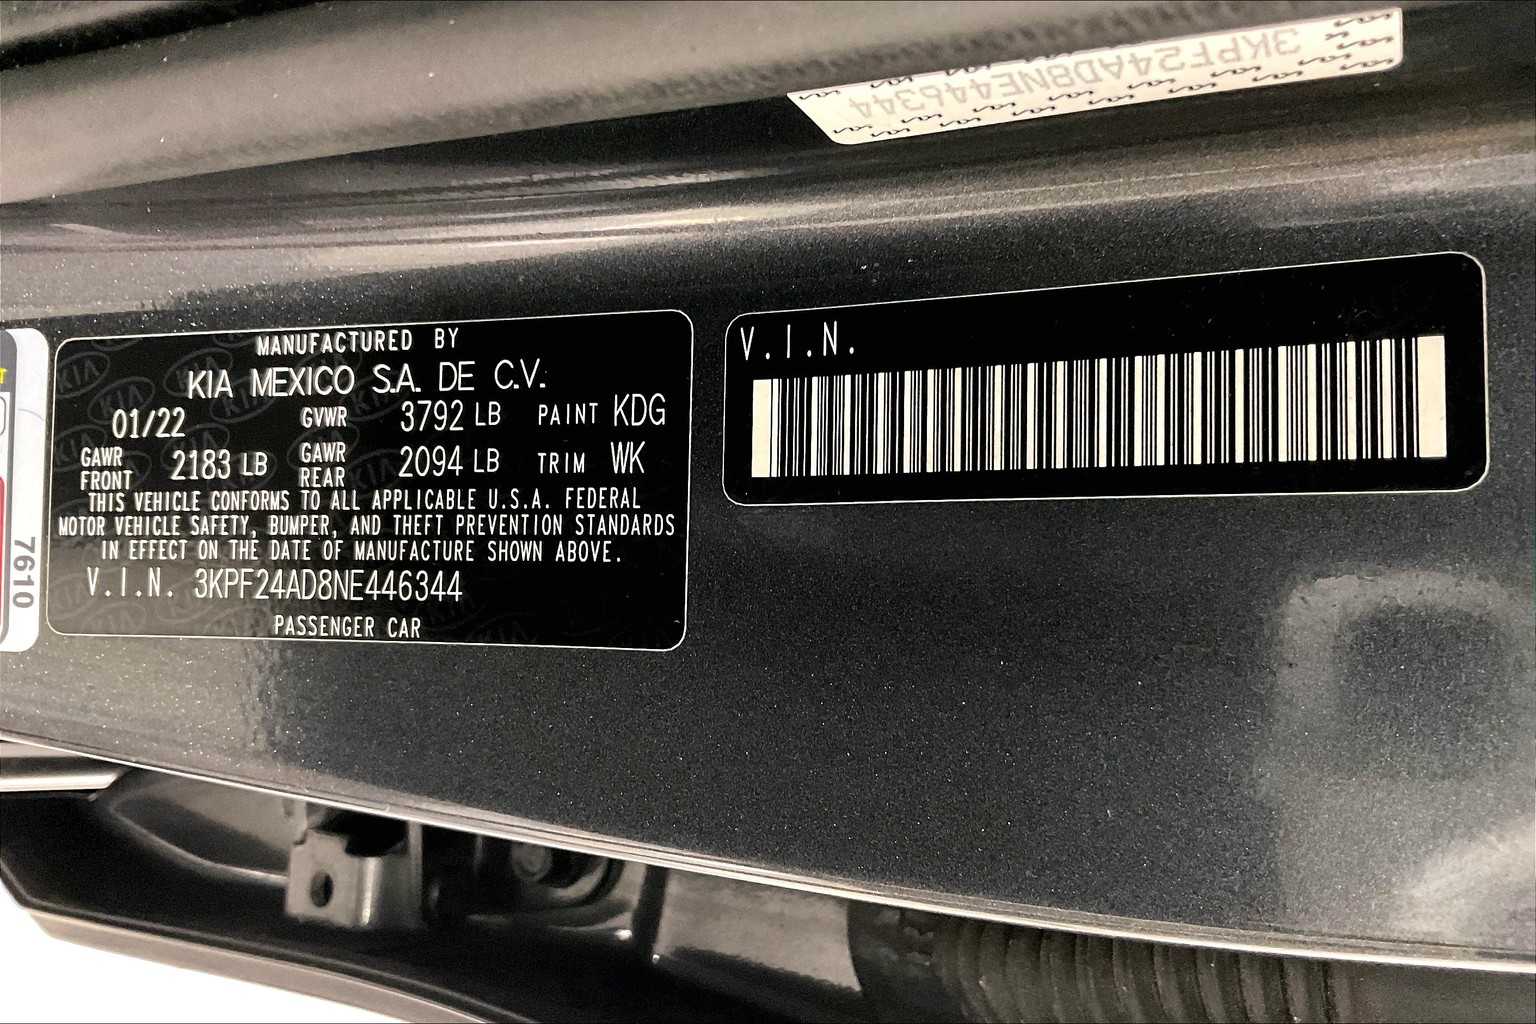 3KPF24AD8NE446344
MANUFACTURED BY
KIA MEXICO S.A. DE C.V.
01/22 GVWR 3792 LB PAINT KDG
GAWR FRONT 2183 LB GAWR REAR 2094 LB TRIM WK
THIS VEHICLE CONFORMS TO ALL APPLICABLE U.S.A. FEDERAL
MOTOR VEHICLE SAFETY, BUMPER, AND THEFT PREVENTION STANDARDS
IN EFFECT ON THE DATE OF MANUFACTURE SHOWN ABOVE.
V.I.N. 3KPF24AD8NE446344
PASSENGER CAR
V.I.N.
7610